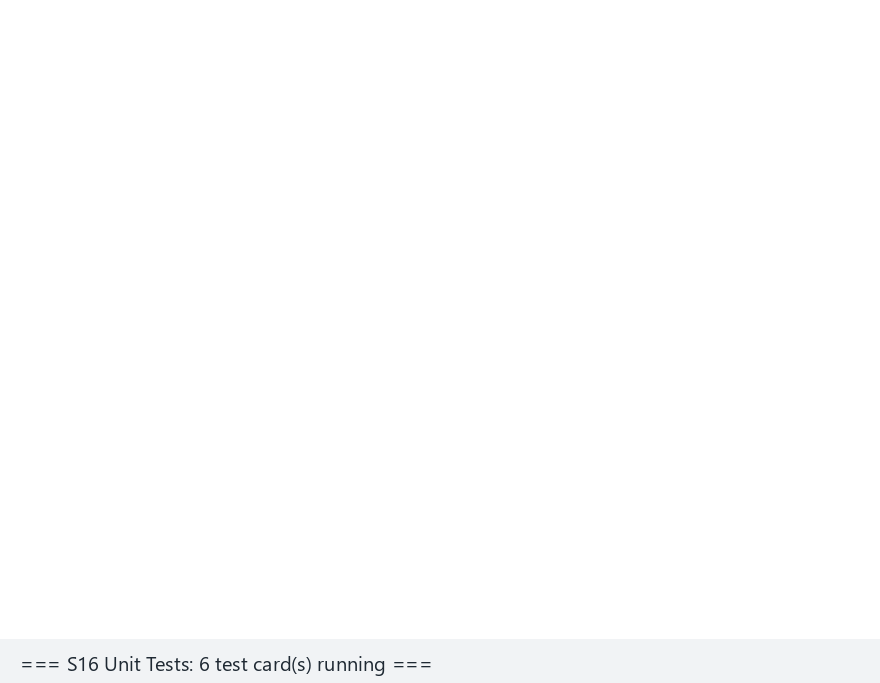 === S16 Unit Tests: 6 test card(s) running ===